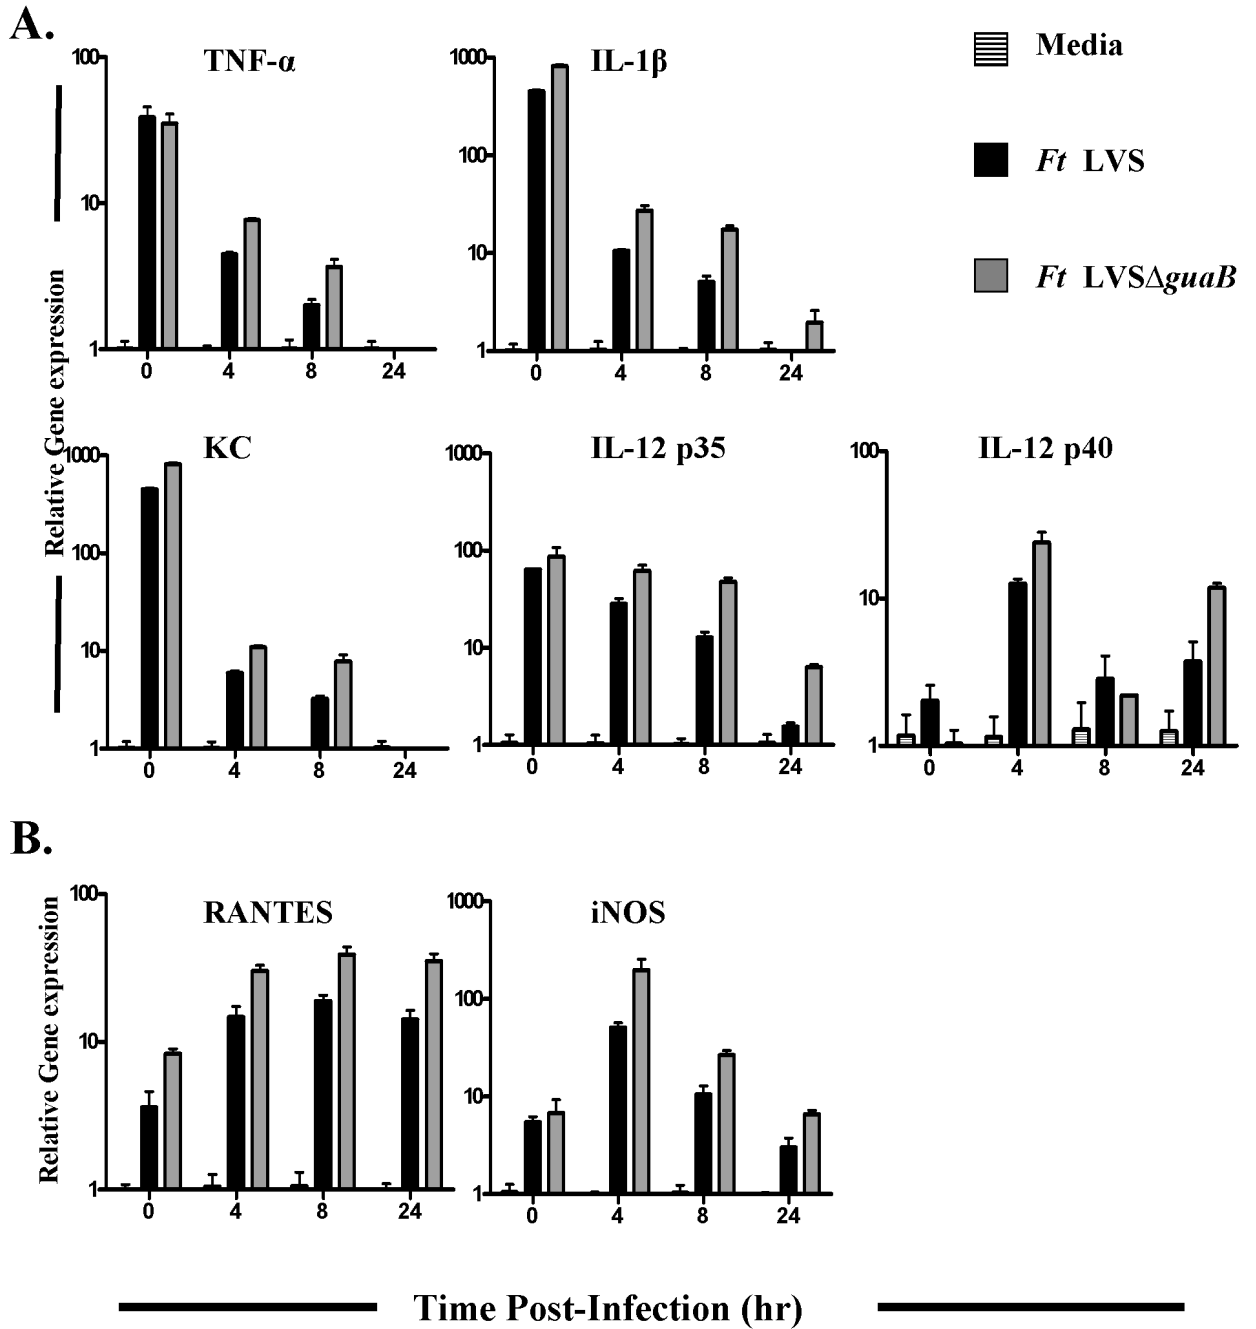 A.
TNF-α
IL-1β
Media
Ft LVS
Ft LVSΔguaB
Relative Gene expression
100
10
1
0 4 8 24
1000
100
10
1
0 4 8 24
KC
IL-12 p35
IL-12 p40
1000
100
10
1
0 4 8 24
1000
100
10
1
0 4 8 24
100
10
1
0 4 8 24
B.
RANTES
iNOS
Relative Gene expression
100
10
1
0 4 8 24
1000
100
10
1
0 4 8 24
Time Post-Infection (hr)